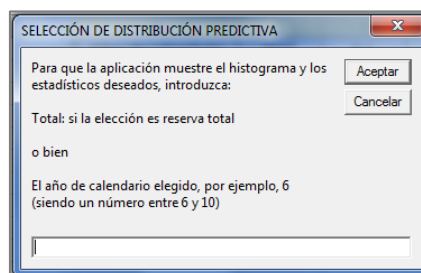 SELECCIÓN DE DISTRIBUCIÓN PREDICTIVA
Para que la aplicación muestre el histograma y los
estadísticos deseados, introduzca:
Total: si la elección es reserva total
o bien
El año de calendario elegido, por ejemplo, 6
(siendo un número entre 6 y 10)
Aceptar
Cancelar